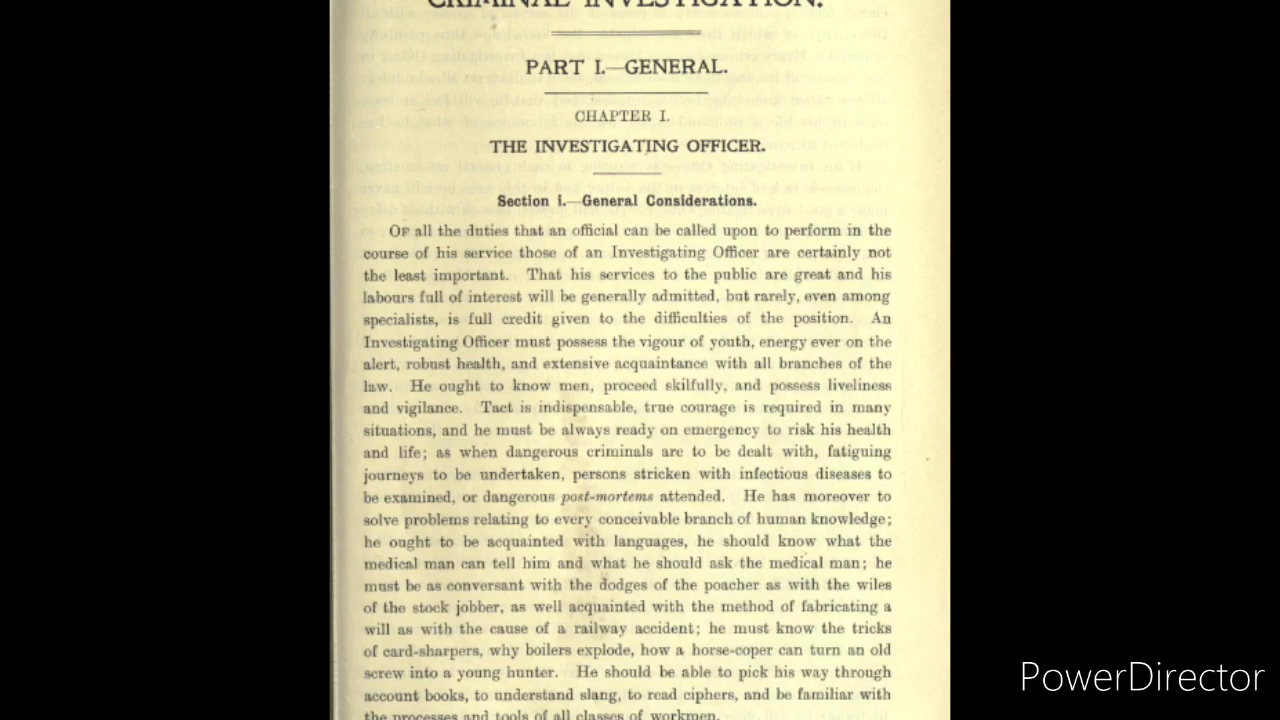 CRIMINAL INVESTIGATION.
PART I.—GENERAL.
CHAPTER I.
THE INVESTIGATING OFFICER.
Section i.—General Considerations.
OF all the duties that an official can be called upon to perform in the
course of his service those of an Investigating Officer are certainly not
the least important. That his services to the public are great and his
labours full of interest will be generally admitted, but rarely, even among
specialists, is full credit given to the difficulties of the position. An
Investigating Officer must possess the vigour of youth, energy ever on the
alert, robust health, and extensive acquaintance with all branches of the
law. He ought to know men, proceed skilfully, and possess liveliness
and vigilance. Tact is indispensable, true courage is required in many
situations, and he must be always ready on emergency to risk his health
and life; as when dangerous criminals are to be dealt with, fatiguing
journeys to be undertaken, persons stricken with infectious diseases to
be examined, or dangerous post-mortems attended. He has moreover to
solve problems relating to every conceivable branch of human knowledge;
he ought to be acquainted with languages, he should know what the
medical man can tell him and what he should ask the medical man; he
must be as conversant with the dodges of the poacher as with the wiles
of the stock jobber, as well acquainted with the method of fabricating a
will as with the cause of a railway accident; he must know the tricks
of card-sharpers, why boilers explode, how a horse-coper can turn an old
screw into a young hunter. He should be able to pick his way through
account books, to understand slang, to read ciphers, and be familiar with
the processes and tools of all classes of workmen.
PowerDirector